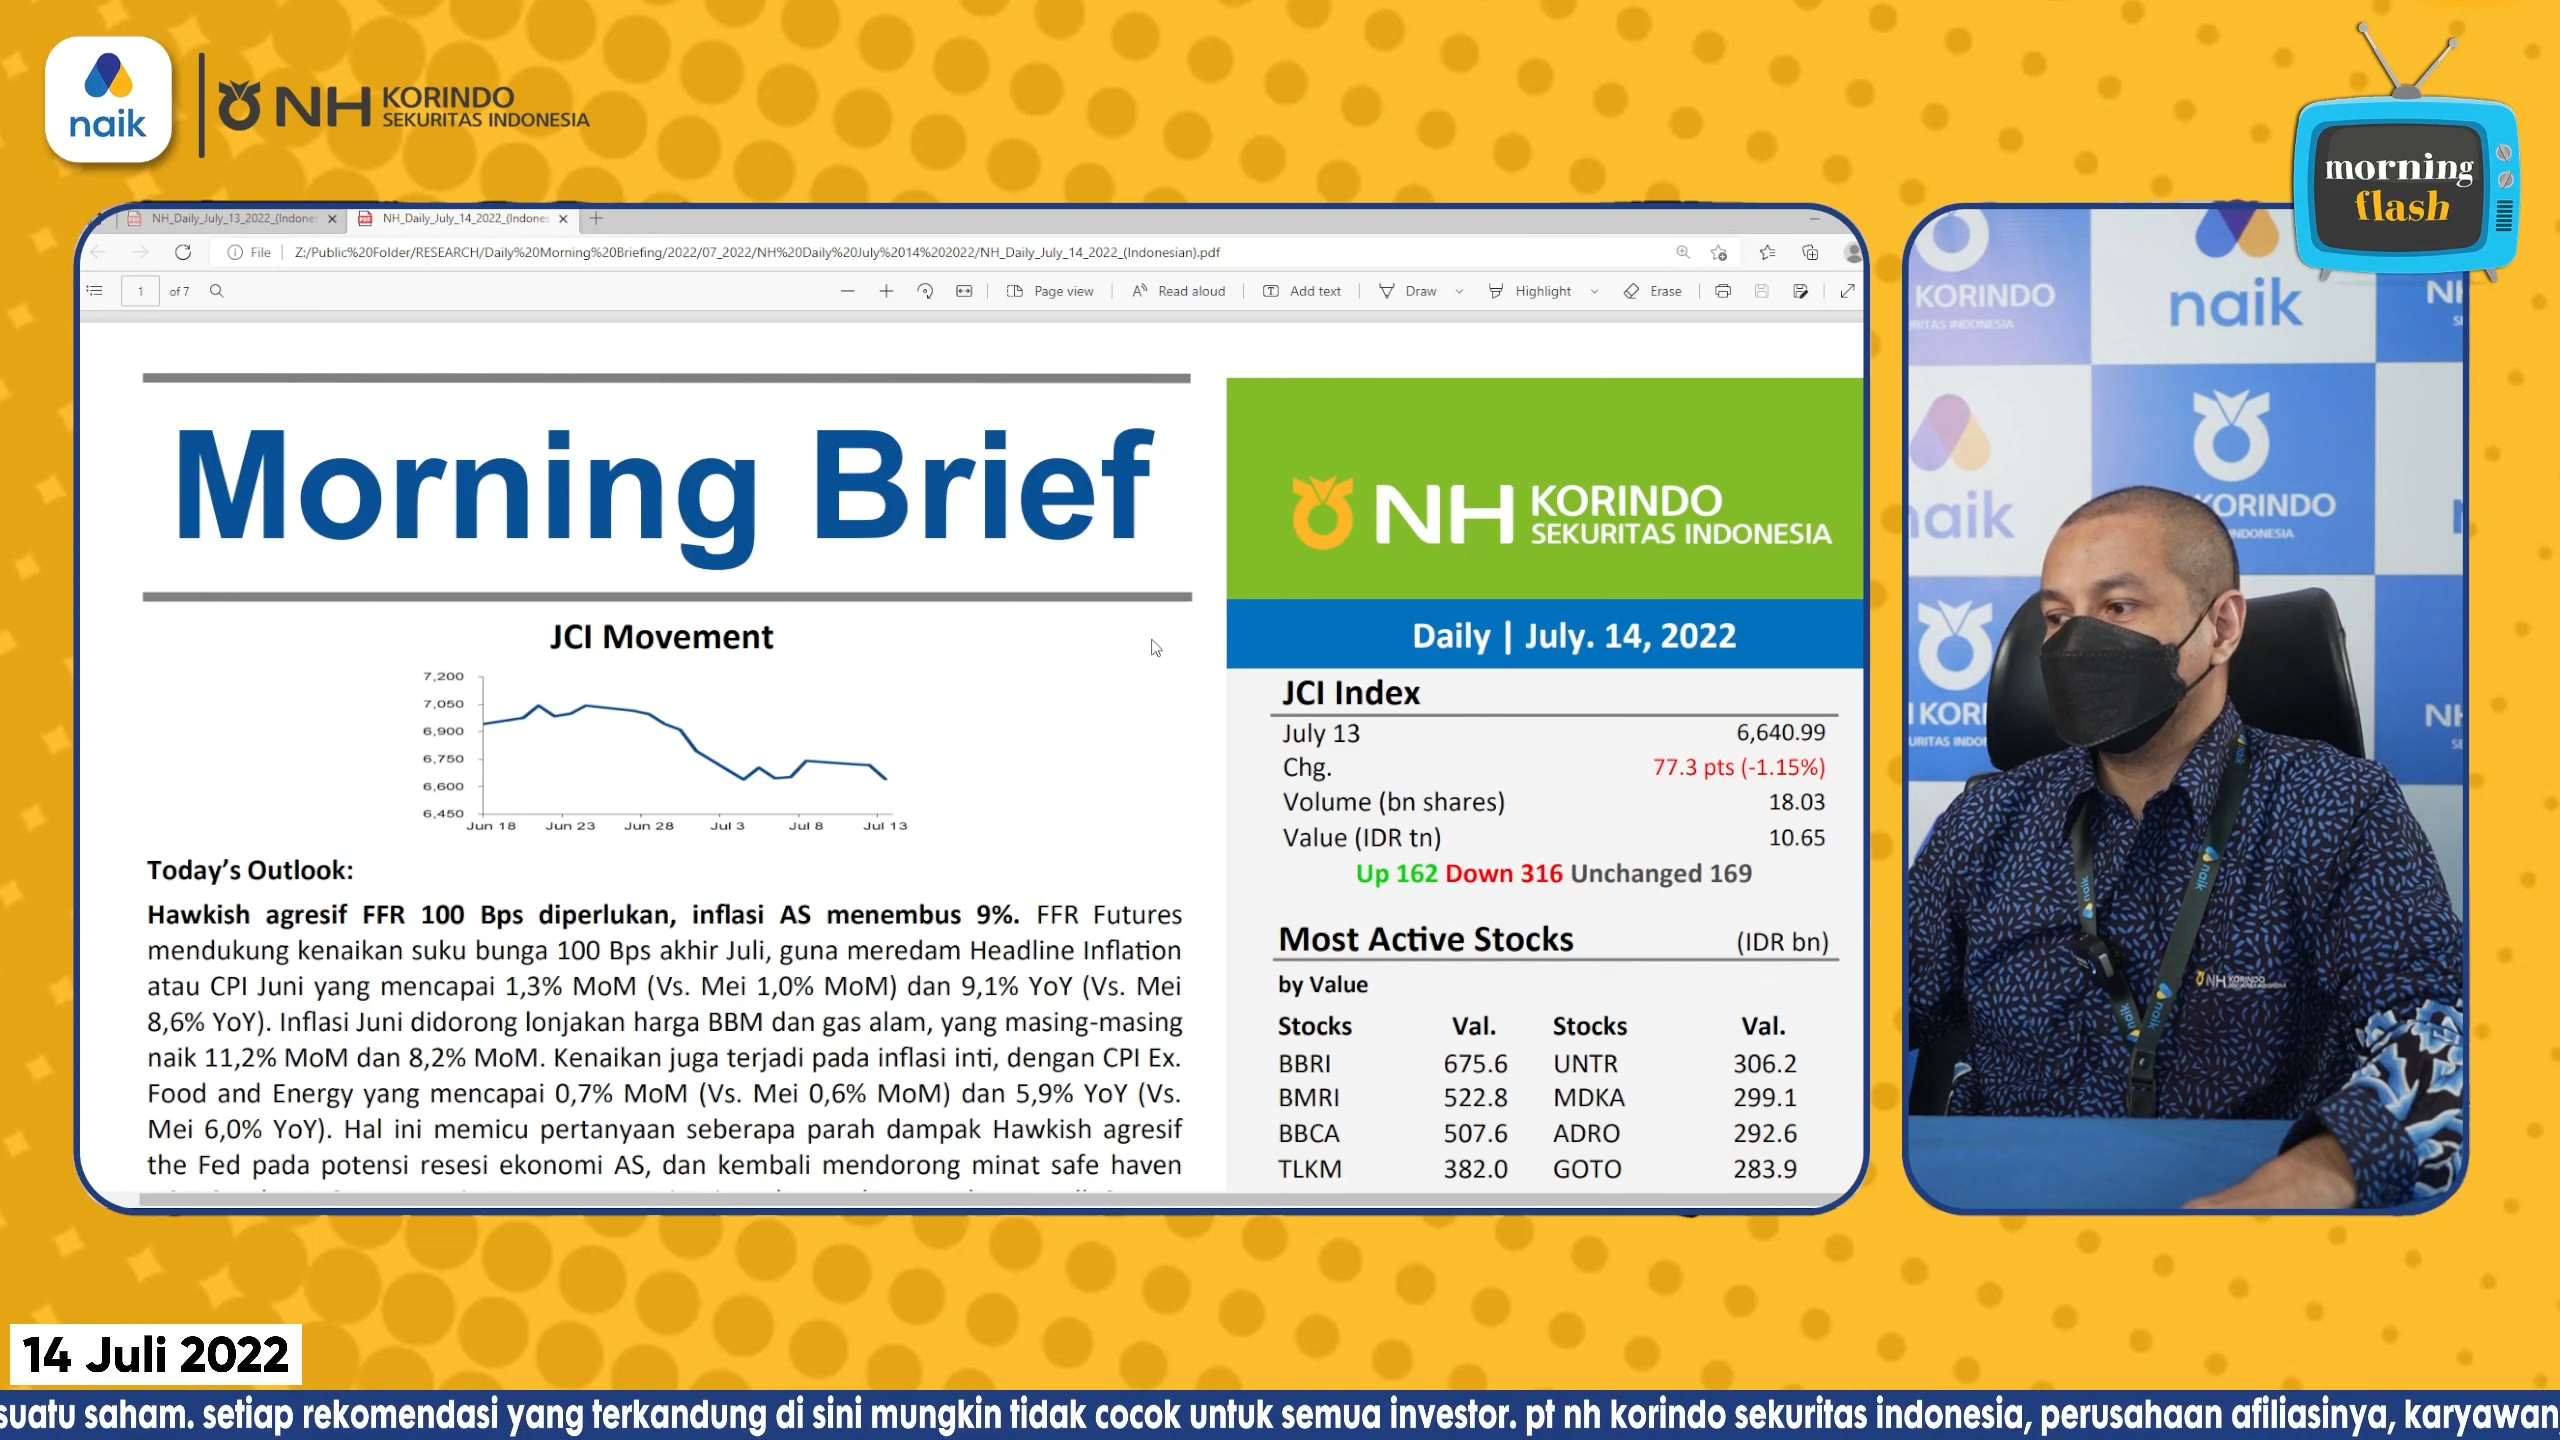 naik
NH KORINDO
SEKURITAS INDONESIA
morning
flash
NH_Daily_July_13_2022_(Indones
NH_Daily_July_14_2022_(Indones
File
Z:/Public%20Folder/RESEARCH/Daily%20Morning%20Briefing/2022/07_2022/NH%20Daily%20July%2014%202022/NH_Daily_July_14_2022_(Indonesian).pdf
1 of 7
Page view
Read aloud
Add text
Draw
Highlight
Erase
Morning Brief
NH KORINDO
SEKURITAS INDONESIA
Daily | July. 14, 2022
JCI Movement
7,200
7,050
6,900
6,750
6,600
6,450
Jun 18 Jun 23 Jun 28 Jul 3 Jul 8 Jul 13
Today's Outlook:
Hawkish agresif FFR 100 Bps diperlukan, inflasi AS menembus 9%. FFR Futures
mendukung kenaikan suku bunga 100 Bps akhir Juli, guna meredam Headline Inflation
atau CPI Juni yang mencapai 1,3% MoM (Vs. Mei 1,0% MoM) dan 9,1% YoY (Vs. Mei
8,6% YoY). Inflasi Juni didorong lonjakan harga BBM dan gas alam, yang masing-masing
naik 11,2% MoM dan 8,2% MoM. Kenaikan juga terjadi pada inflasi inti, dengan CPI Ex.
Food and Energy yang mencapai 0,7% MoM (Vs. Mei 0,6% MoM) dan 5,9% YoY (Vs.
Mei 6,0% YoY). Hal ini memicu pertanyaan seberapa parah dampak Hawkish agresif
the Fed pada potensi resesi ekonomi AS, dan kembali mendorong minat safe haven
JCI Index
July 13 6,640.99
Chg. 77.3 pts (-1.15%)
Volume (bn shares) 18.03
Value (IDR tn) 10.65
Up 162 Down 316 Unchanged 169
Most Active Stocks (IDR bn)
by Value
Stocks Val. Stocks Val.
BBRI 675.6 UNTR 306.2
BMRI 522.8 MDKA 299.1
BBCA 507.6 ADRO 292.6
TLKM 382.0 GOTO 283.9
KORINDO
naik
NH
naik
KORINDO
INDONESIA
KORI
NH
naik
naik
naik
naik
NH KORINDO
14 Juli 2022
suatu saham. setiap rekomendasi yang terkandung di sini mungkin tidak cocok untuk semua investor. pt nh korindo sekuritas indonesia, perusahaan afiliasinya, karyawan,